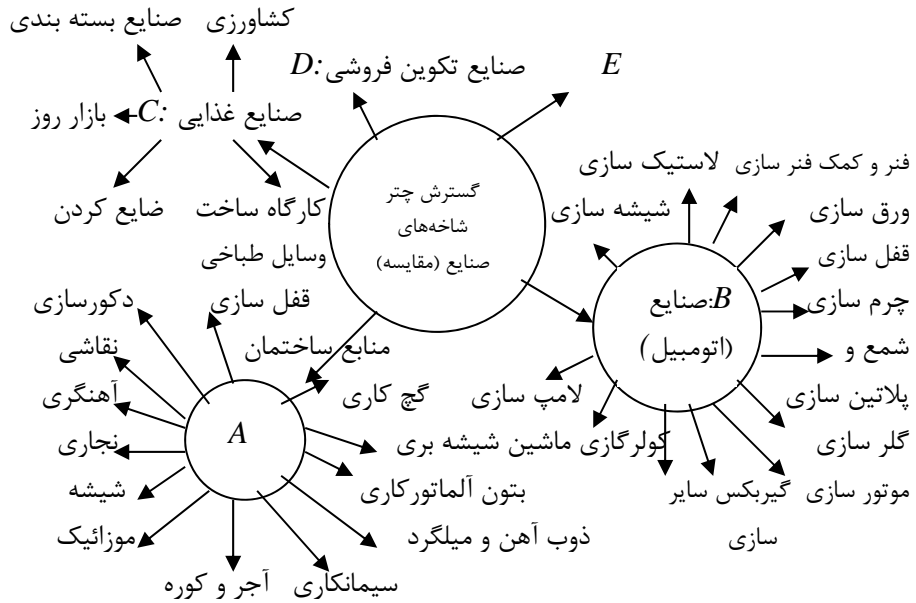 صنایع بسته بندی
کشاورزی
D: صنایع تکوین فروشی
E
C: صنایع غذایی
بازار روز
ضایع کردن
کارگاه ساخت
وسایل طباخی
گسترش چتر
شاخه‌های
صنایع (مقایسه)
لاستیک سازی
فنر و کمک فنر سازی
شیشه سازی
ورق سازی
قفل سازی
B: صنایع
(اتومبیل)
چرم سازی
شمع و
پلاتین سازی
لامپ سازی
گلر سازی
کولرگازی
ماشین شیشه بری
موتور سازی
گیربکس سایر
سازی
منابع ساختمان
قفل سازی
دکورسازی
نقاشی
گچ کاری
آهنگری
A
نجاری
شیشه
بتون آلماتورکاری
موزائیک
ذوب آهن و میلگرد
آجر و کوره
سیمانکاری